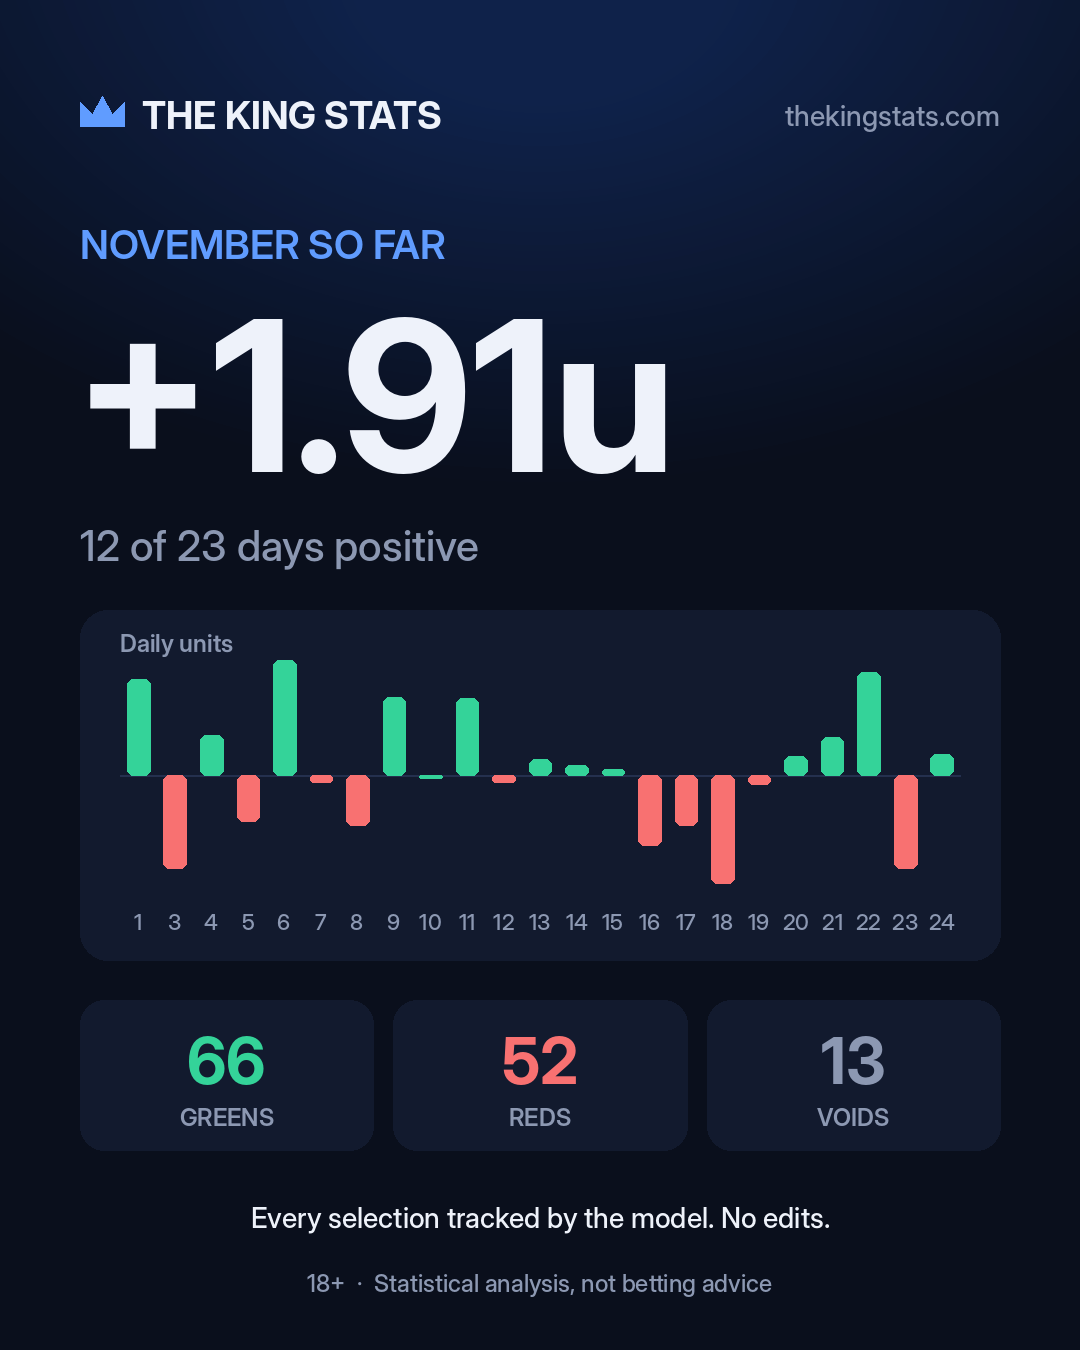 THE KING STATS
thekingstats.com
NOVEMBER SO FAR
+1.91u
12 of 23 days positive
Daily units
1 3 4 5 6 7 8 9 10 11 12 13 14 15 16 17 18 19 20 21 22 23 24
66
GREENS
52
REDS
13
VOIDS
Every selection tracked by the model. No edits.
18+ · Statistical analysis, not betting advice